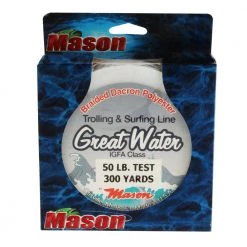 Mason
Braided Dacron Polyester
Trolling & Surfing Line
Great Water
IGFA Class
50 LB. TEST
300 YARDS
Mason
Mason